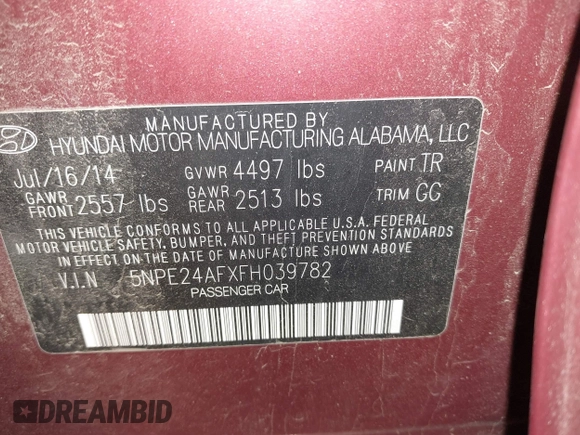 MANUFACTURED BY
HYUNDAI MOTOR MANUFACTURING ALABAMA, LLC
Jul/16/14 GVWR 4497 lbs PAINT TR
GAWR FRONT 2557 lbs GAWR REAR 2513 lbs TRIM GG
THIS VEHICLE CONFORMS TO ALL APPLICABLE U.S.A. FEDERAL
MOTOR VEHICLE SAFETY, BUMPER, AND THEFT PREVENTION STANDARDS
IN EFFECT ON THE DATE OF MANUFACTURE SHOWN ABOVE.
V.I.N 5NPE24AFXFH039782
PASSENGER CAR
DREAMBID